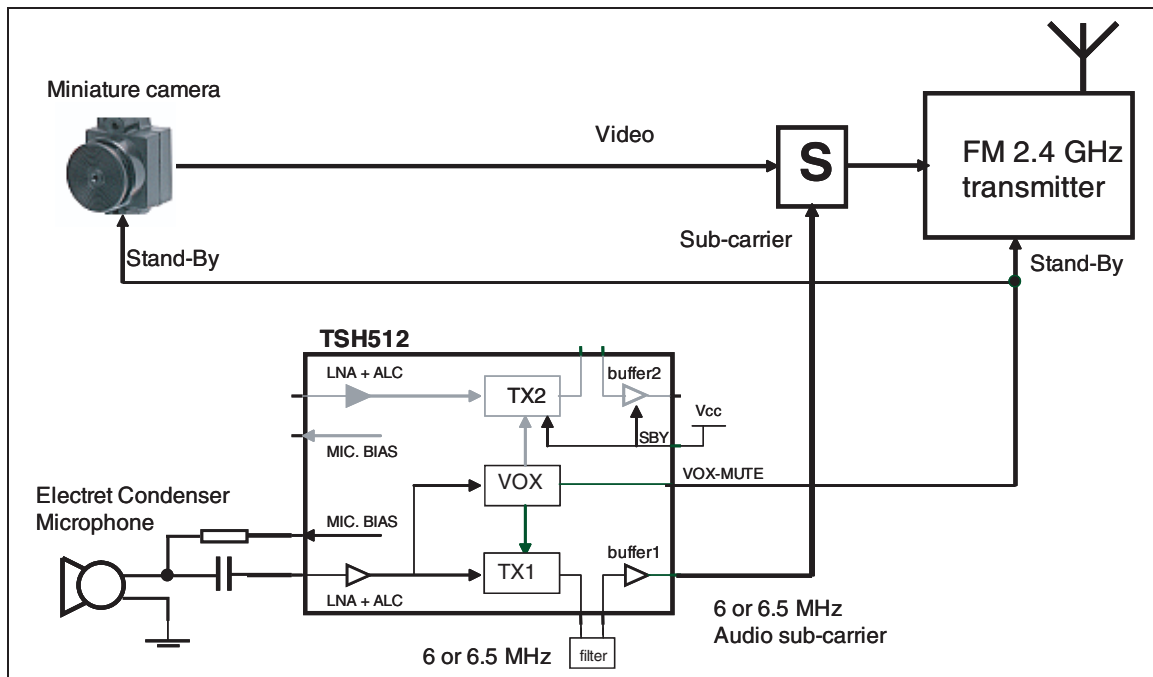 Miniature camera
Video
S
FM 2.4 GHz
transmitter
Sub-carrier
Stand-By
Stand-By
TSH512
LNA + ALC
TX2
buffer2
Vcc
SBY
MIC. BIAS
VOX
VOX-MUTE
Electret Condenser
Microphone
MIC. BIAS
TX1
buffer1
LNA + ALC
6 or 6.5 MHz
Audio sub-carrier
6 or 6.5 MHz
filter